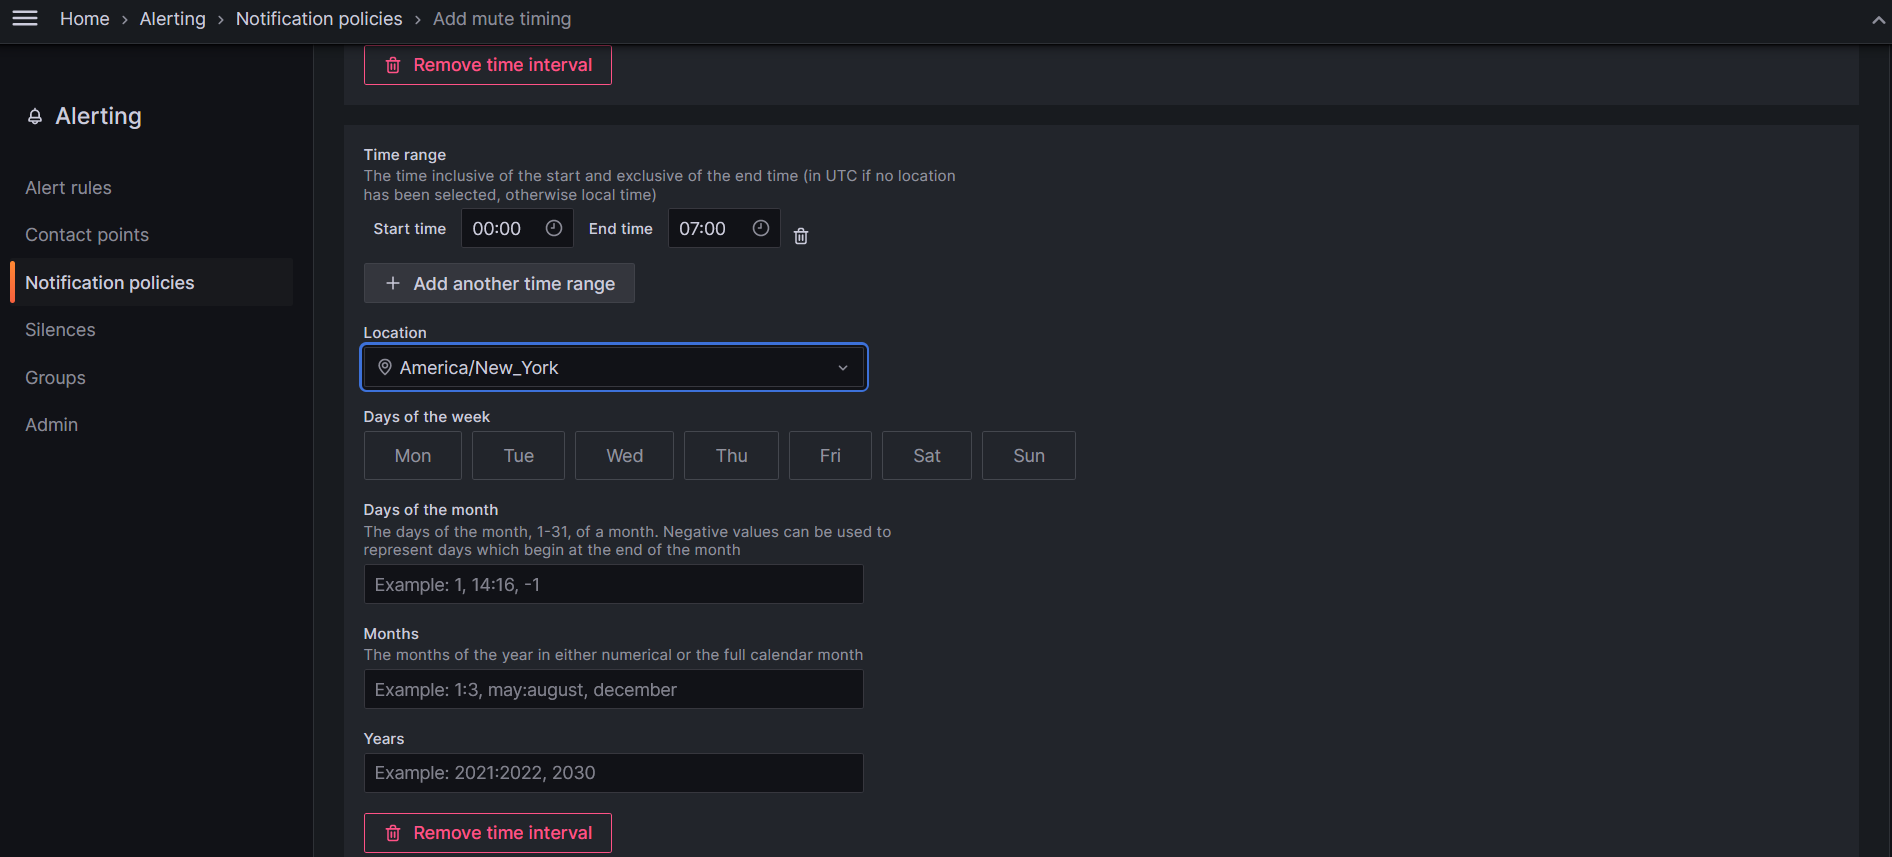 Home › Alerting › Notification policies › Add mute timing
Remove time interval
Alerting
Alert rules
Contact points
Notification policies
Silences
Groups
Admin
Time range
The time inclusive of the start and exclusive of the end time (in UTC if no location
has been selected, otherwise local time)
Start time 00:00 End time 07:00
+ Add another time range
Location
America/New_York
Days of the week
Mon Tue Wed Thu Fri Sat Sun
Days of the month
The days of the month, 1-31, of a month. Negative values can be used to
represent days which begin at the end of the month
Example: 1, 14:16, -1
Months
The months of the year in either numerical or the full calendar month
Example: 1:3, may:august, december
Years
Example: 2021:2022, 2030
Remove time interval